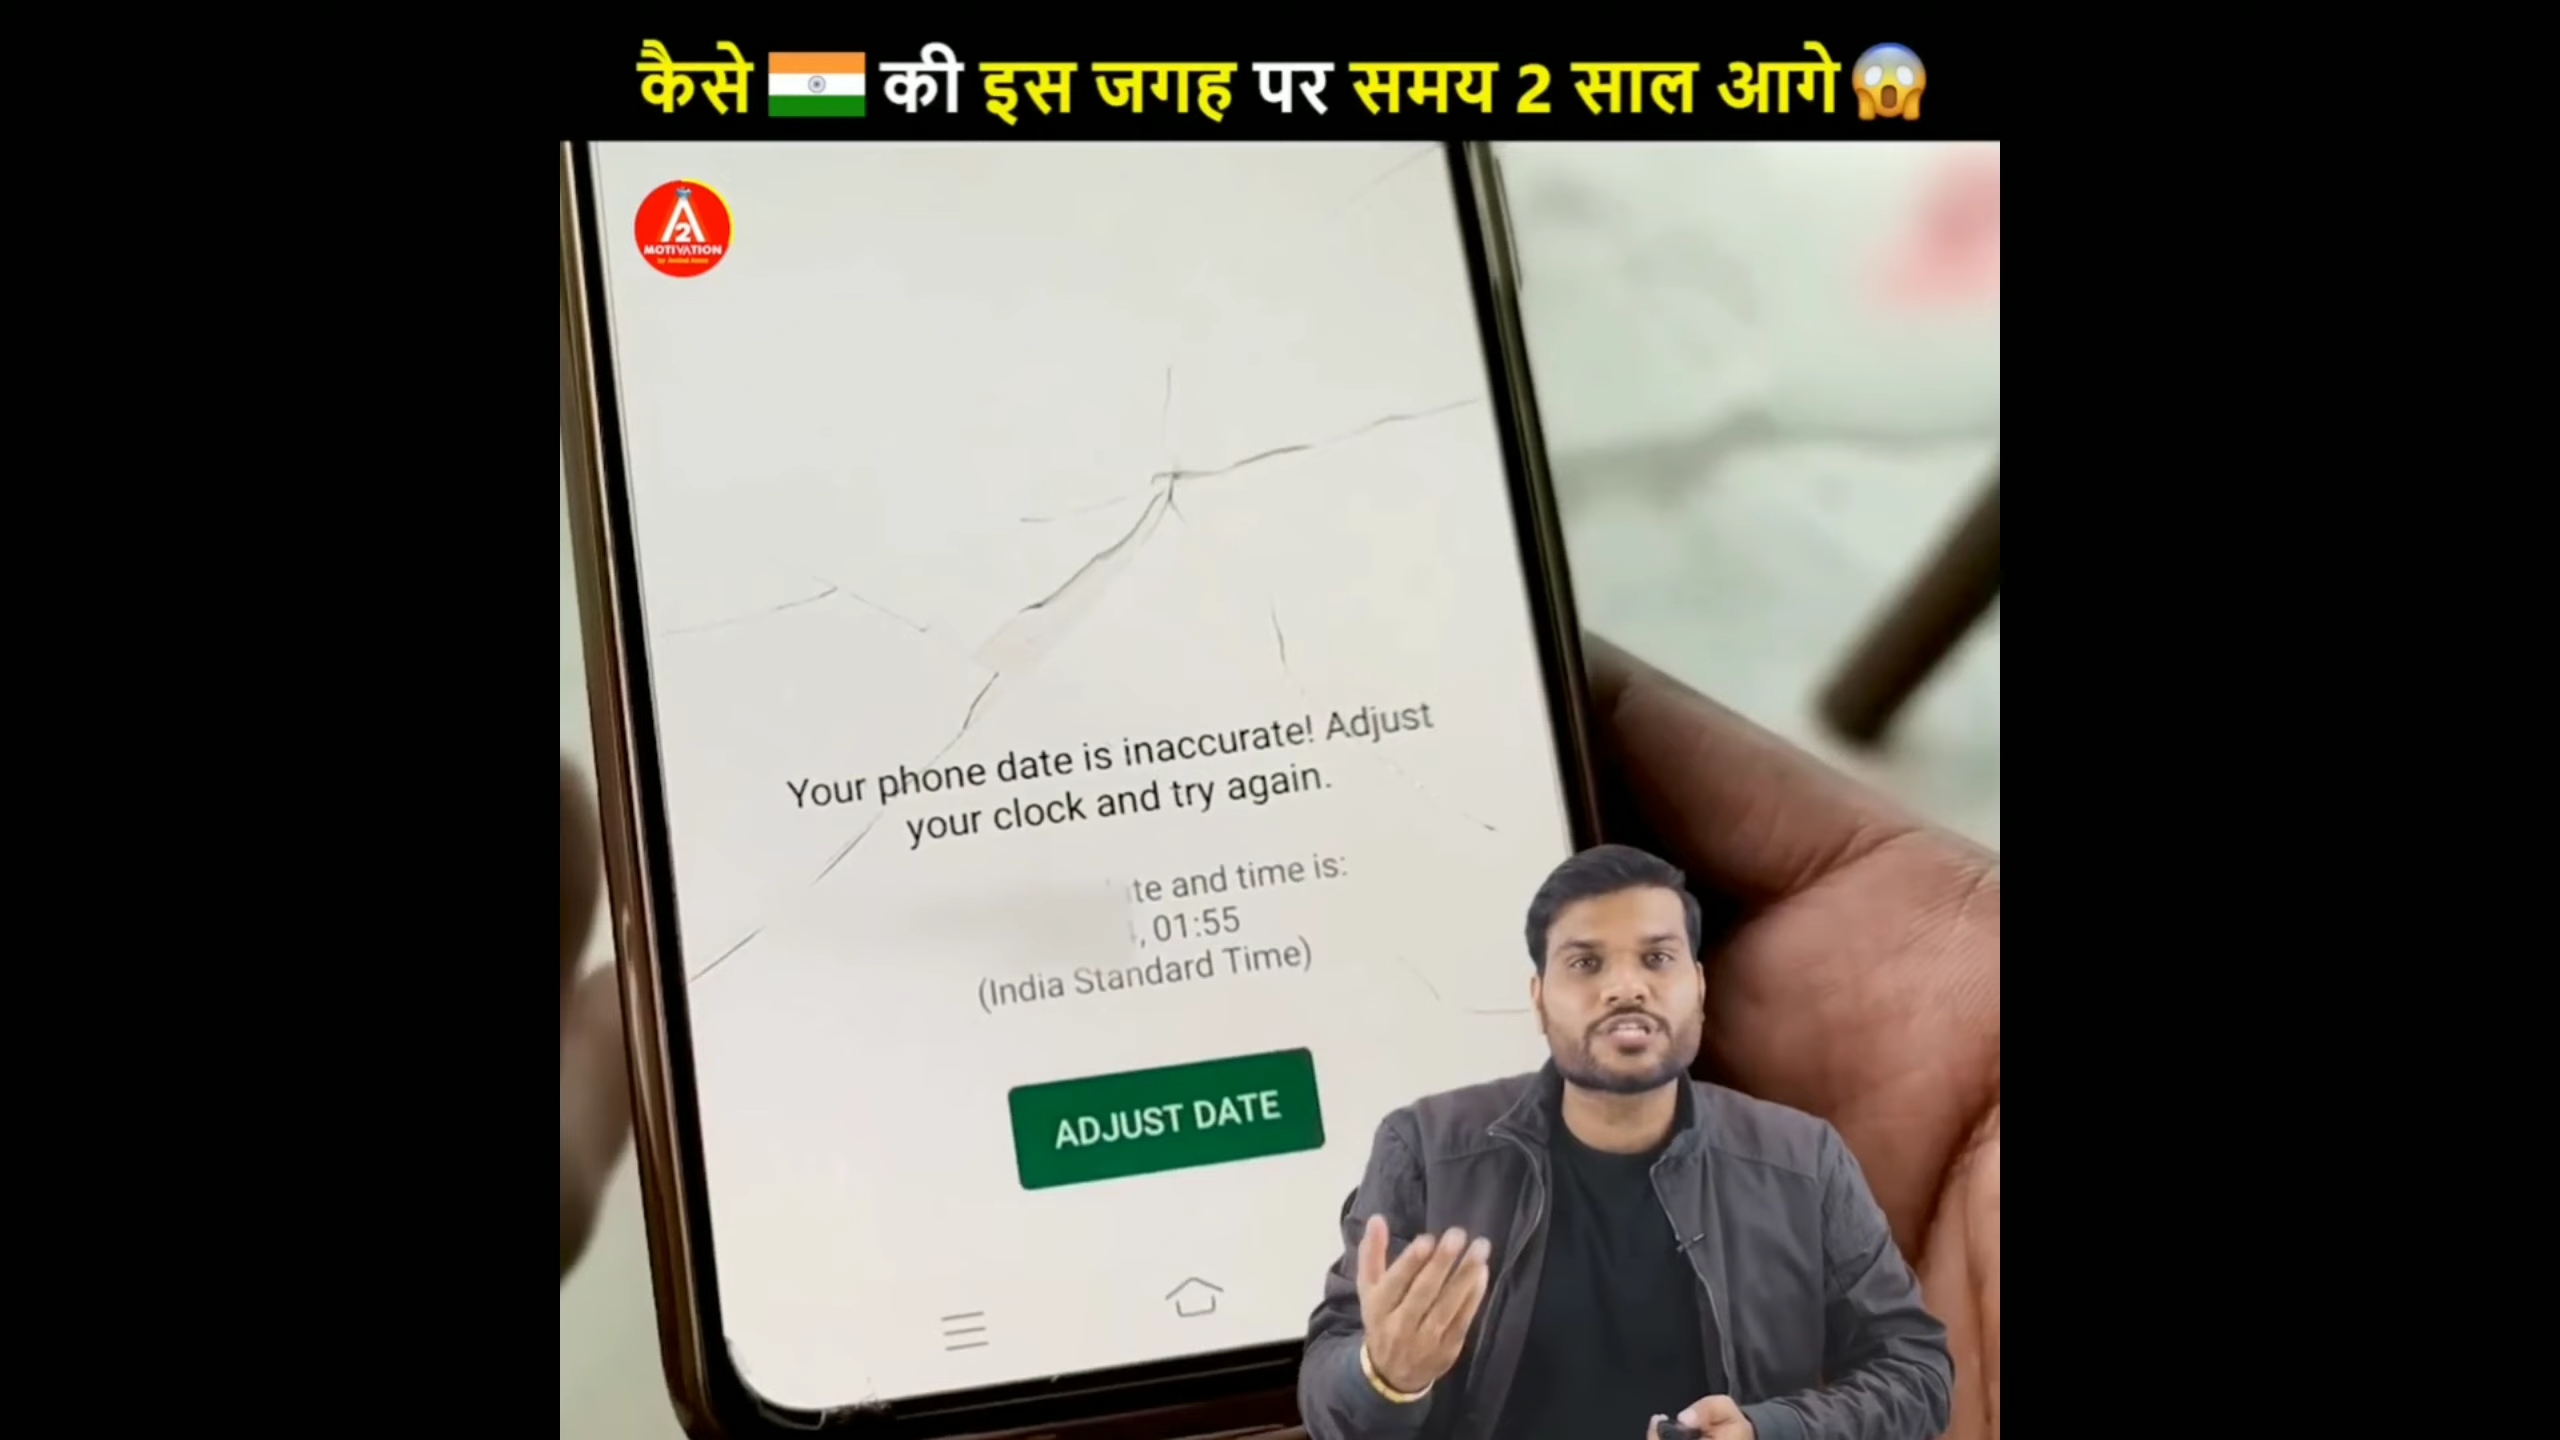 कैसे 🇮🇳 की इस जगह पर समय 2 साल आगे 😱
A2
MOTIVATION
Your phone date is inaccurate! Adjust
your clock and try again.
and time is:
, 01:55
(India Standard Time)
ADJUST DATE